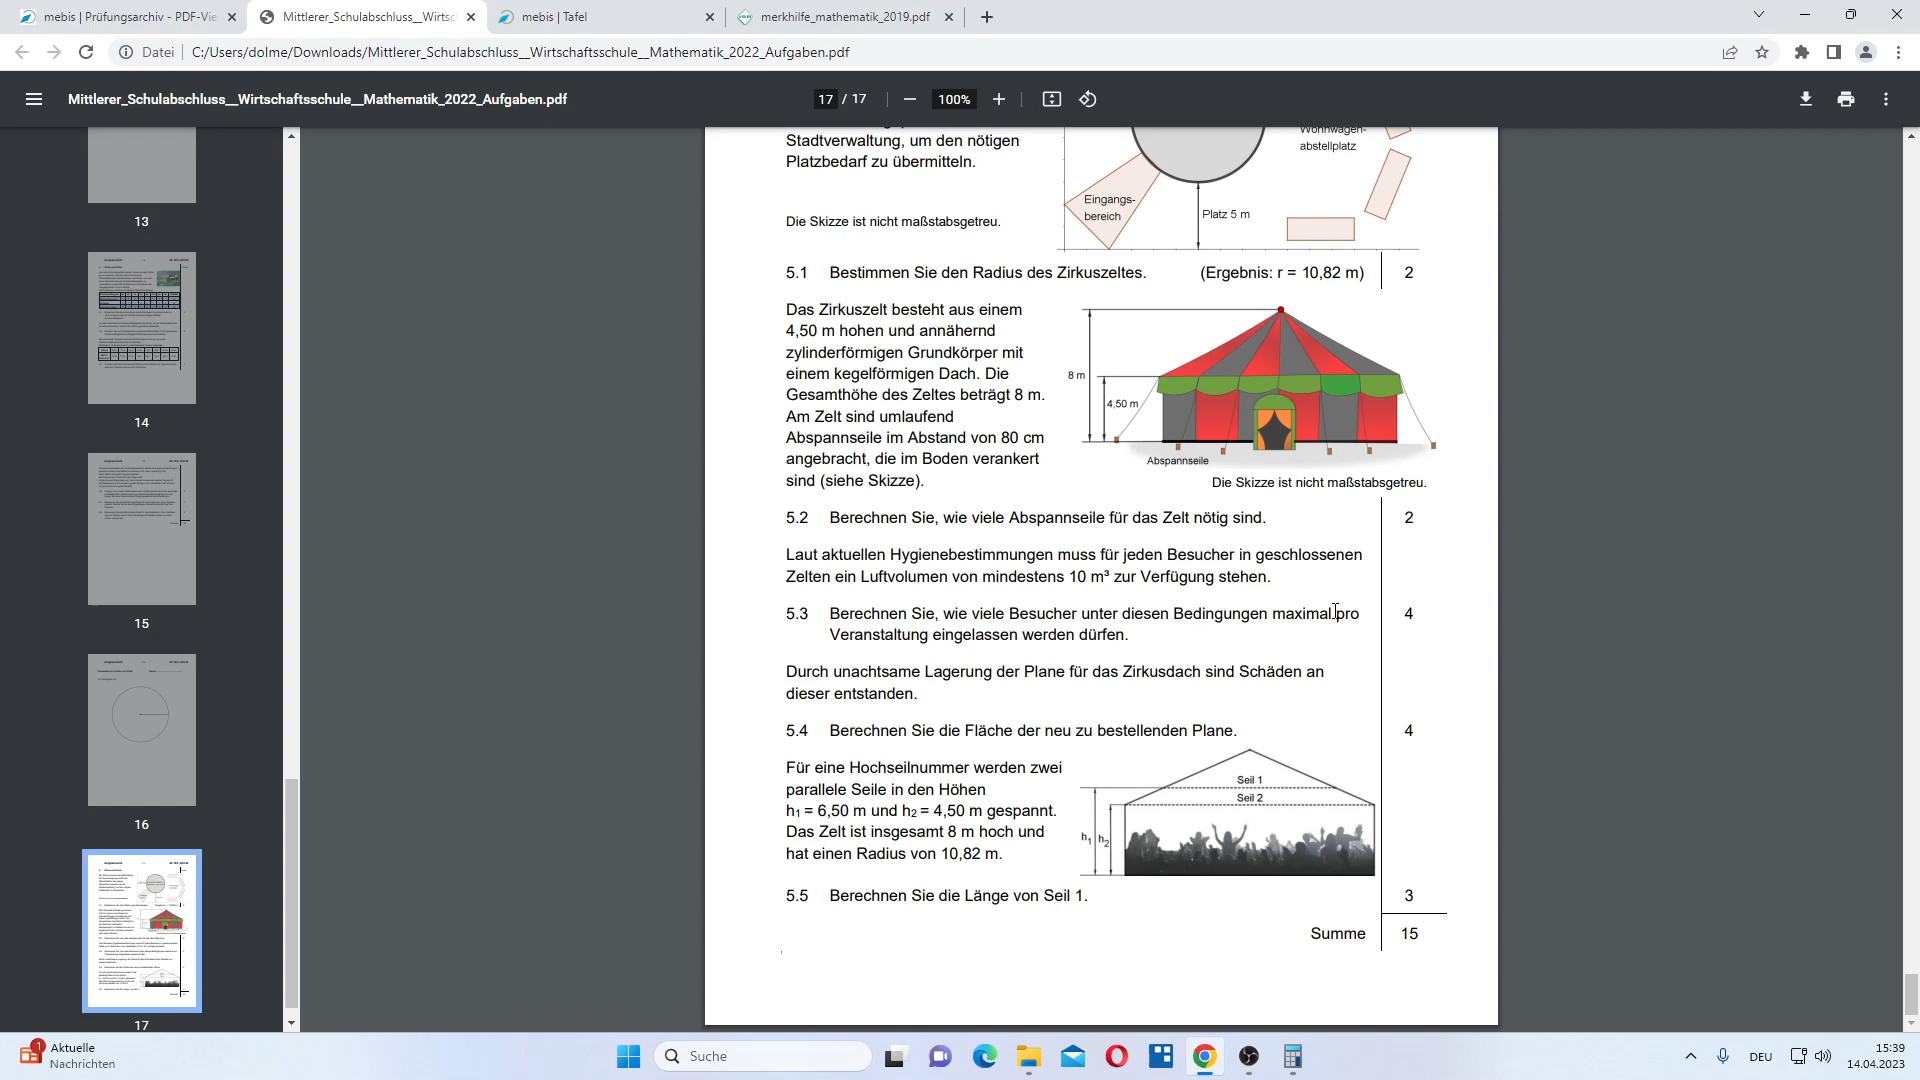 mebis | Prüfungsarchiv - PDF-Vie
Mittlerer_Schulabschluss__Wirtsc
mebis | Tafel
merkhilfe_mathematik_2019.pdf
Datei
C:/Users/dolme/Downloads/Mittlerer_Schulabschluss__Wirtschaftsschule__Mathematik_2022_Aufgaben.pdf
Mittlerer_Schulabschluss__Wirtschaftsschule__Mathematik_2022_Aufgaben.pdf
17 / 17
100%
13
14
15
16
17
Stadtverwaltung, um den nötigen
Platzbedarf zu übermitteln.
Wohnwagen-
abstellplatz
Eingangs-
bereich
Platz 5 m
Die Skizze ist nicht maßstabsgetreu.
5.1 Bestimmen Sie den Radius des Zirkuszeltes. (Ergebnis: r = 10,82 m) 2
Das Zirkuszelt besteht aus einem
4,50 m hohen und annähernd
zylinderförmigen Grundkörper mit
einem kegelförmigen Dach. Die
Gesamthöhe des Zeltes beträgt 8 m.
Am Zelt sind umlaufend
Abspannseile im Abstand von 80 cm
angebracht, die im Boden verankert
sind (siehe Skizze).
8 m
4,50 m
Abspannseile
Die Skizze ist nicht maßstabsgetreu.
5.2 Berechnen Sie, wie viele Abspannseile für das Zelt nötig sind. 2
Laut aktuellen Hygienebestimmungen muss für jeden Besucher in geschlossenen
Zelten ein Luftvolumen von mindestens 10 m³ zur Verfügung stehen.
5.3 Berechnen Sie, wie viele Besucher unter diesen Bedingungen maximal pro 4
Veranstaltung eingelassen werden dürfen.
Durch unachtsame Lagerung der Plane für das Zirkusdach sind Schäden an
dieser entstanden.
5.4 Berechnen Sie die Fläche der neu zu bestellenden Plane. 4
Für eine Hochseilnummer werden zwei
parallele Seile in den Höhen
h₁ = 6,50 m und h₂ = 4,50 m gespannt.
Das Zelt ist insgesamt 8 m hoch und
hat einen Radius von 10,82 m.
Seil 1
Seil 2
h₁ h₂
5.5 Berechnen Sie die Länge von Seil 1. 3
Summe 15
1
Aktuelle
Nachrichten
Suche
DEU
15:39
14.04.2023